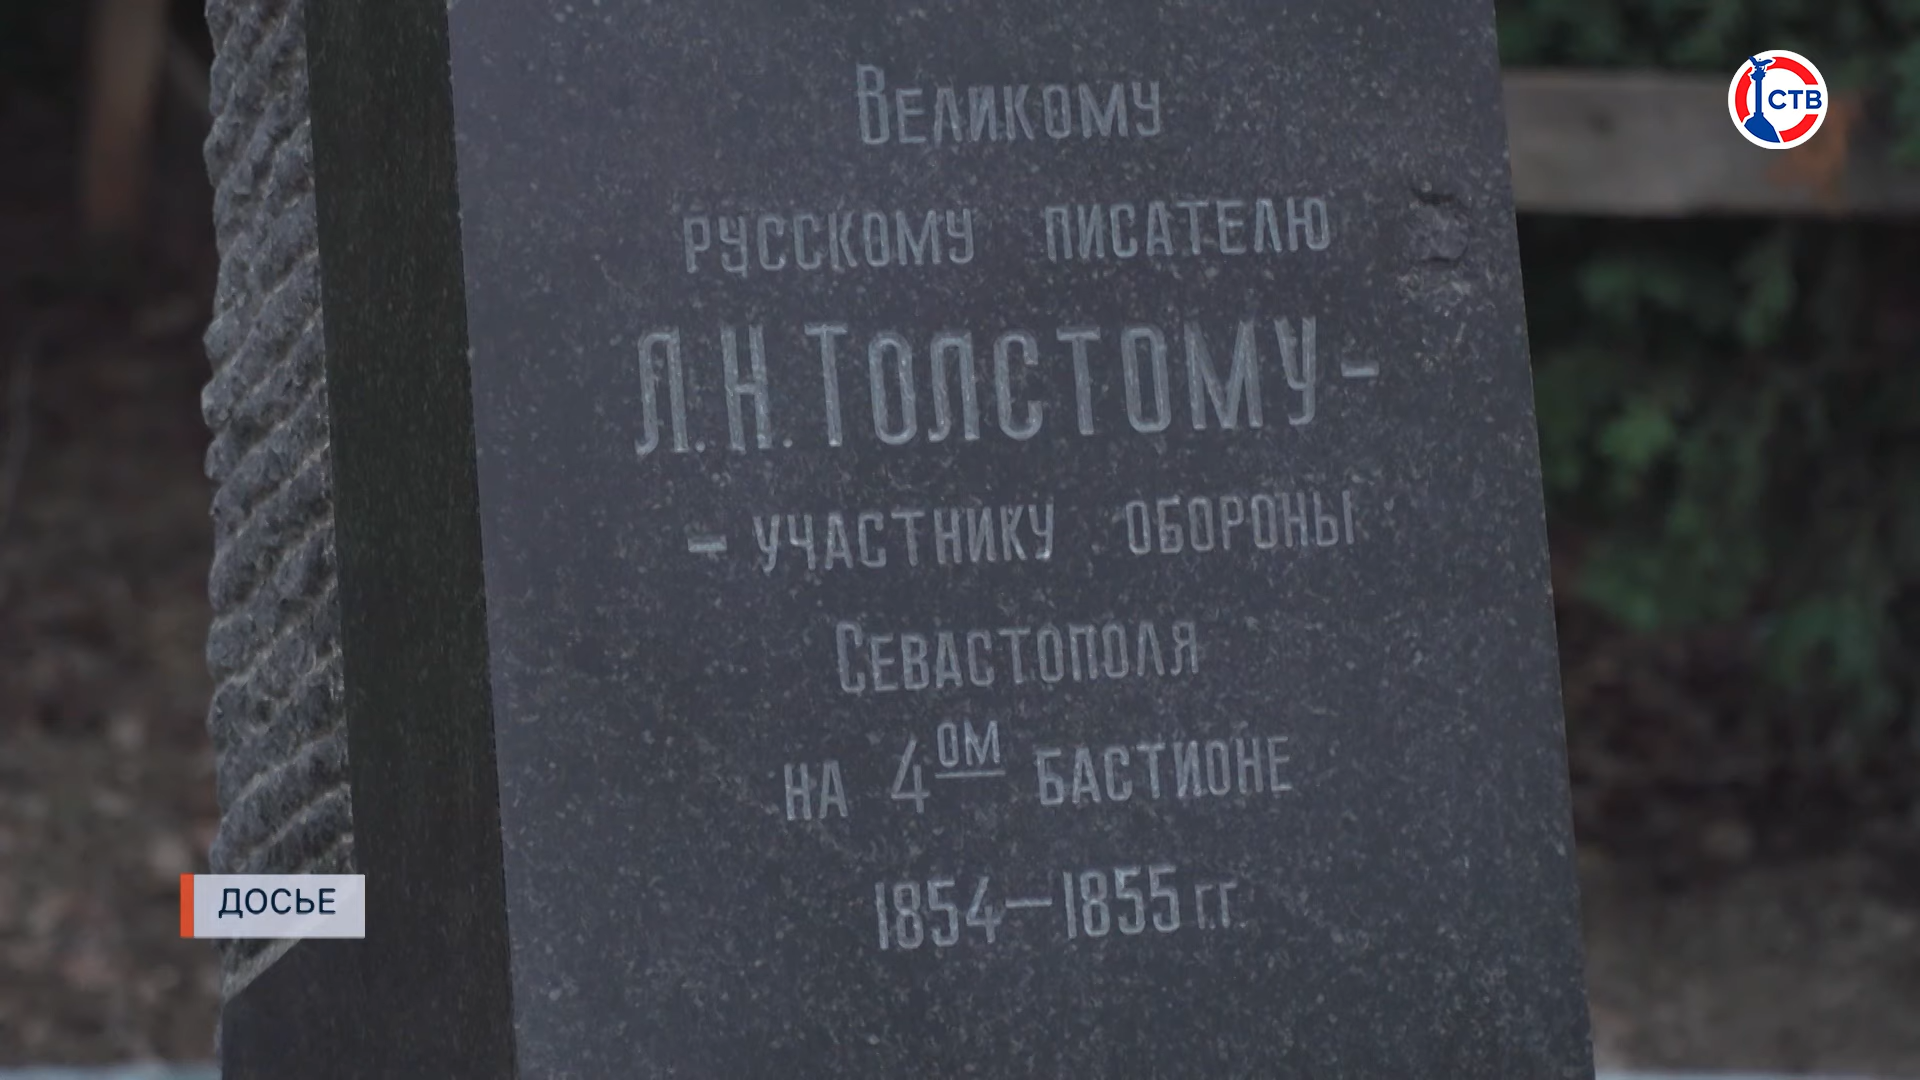 СТВ
Великому
русскому писателю
Л.Н.Толстому –
– участнику обороны
Севастополя
на 4ом бастионе
1854–1855 гг.
ДОСЬЕ